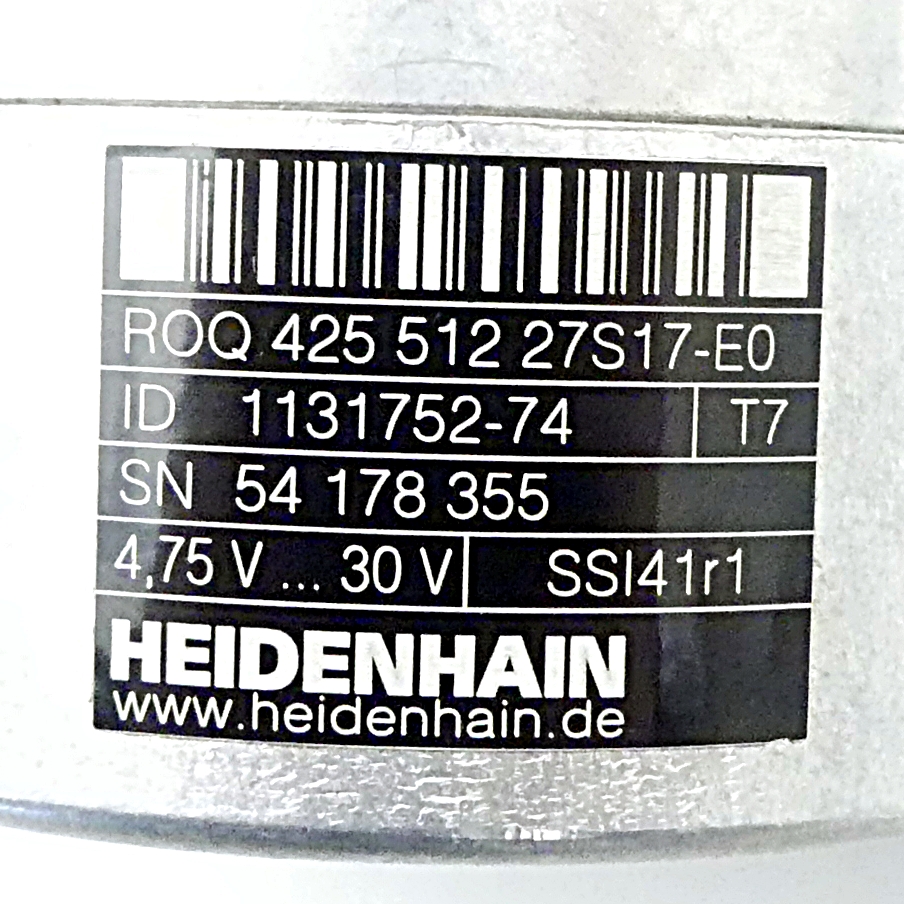 ROQ 425 512 27S17-E0
ID 1131752-74 T7
SN 54 178 355
4,75 V ... 30 V SSI41r1
HEIDENHAIN
www.heidenhain.de